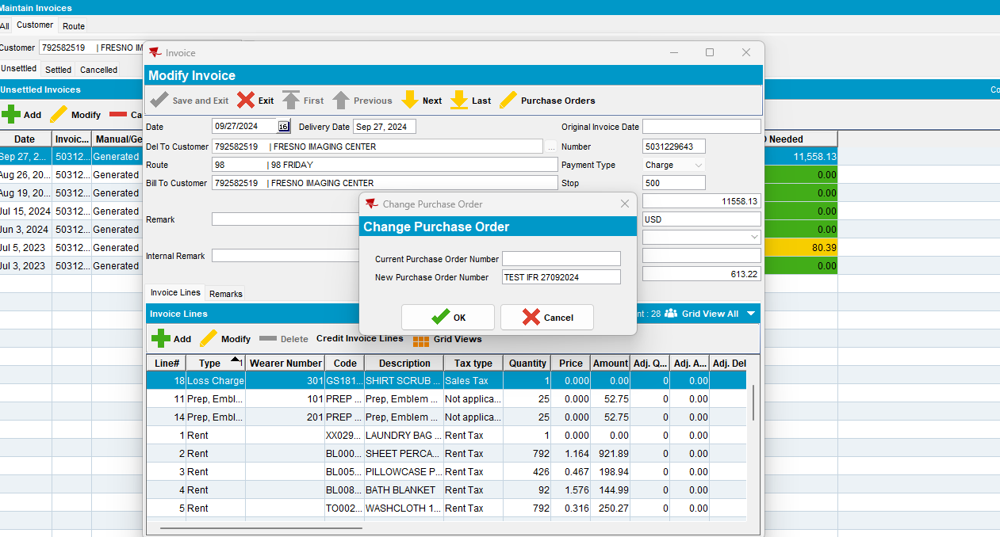 Maintain Invoices
All Customer Route
Customer 792582519 | FRESNO IM
Unsettled Settled Cancelled
Unsettled Invoices Co
Add Modify Ca
Date Invoic... Manual/Ge Needed
Sep 27, 2... 50312... Generated 11,558.13
Aug 26, 20... 50312... Generated 0.00
Aug 19, 20... 50312... Generated 0.00
Jul 15, 2024 50312... Generated 0.00
Jun 3, 2024 50312... Generated 0.00
Jul 5, 2023 50312... Generated 80.39
Jul 3, 2023 50312... Generated 0.00
Invoice
Modify Invoice
Save and Exit Exit First Previous Next Last Purchase Orders
Date 09/27/2024 16 Delivery Date Sep 27, 2024 Original Invoice Date
Del To Customer 792582519 | FRESNO IMAGING CENTER ... Number 5031229643
Route 98 | 98 FRIDAY Payment Type Charge
Bill To Customer 792582519 | FRESNO IMAGING CENTER Stop 500
11558.13
Remark USD
Internal Remark
613.22
Change Purchase Order
Change Purchase Order
Current Purchase Order Number
New Purchase Order Number TEST IFR 27092024
OK Cancel
Invoice Lines Remarks
Invoice Lines nt : 28 Grid View All
Add Modify Delete Credit Invoice Lines Grid Views
Line# Type 1 Wearer Number Code Description Tax type Quantity Price Amount Adj. Q... Adj. A... Adj. Del
18 Loss Charge 301 GS181... SHIRT SCRUB ... Sales Tax 1 0.000 0.00 0 0.00
11 Prep, Embl... 101 PREP ... Prep, Emblem ... Not applica... 25 0.000 52.75 0 0.00
14 Prep, Embl... 201 PREP ... Prep, Emblem ... Not applica... 25 0.000 52.75 0 0.00
1 Rent XX029... LAUNDRY BAG ... Rent Tax 1 0.000 0.00 0 0.00
2 Rent BL000... SHEET PERCA... Rent Tax 792 1.164 921.89 0 0.00
3 Rent BL005... PILLOWCASE P... Rent Tax 426 0.467 198.94 0 0.00
4 Rent BL008... BATH BLANKET Rent Tax 92 1.576 144.99 0 0.00
5 Rent TO002... WASHCLOTH 1... Rent Tax 792 0.316 250.27 0 0.00